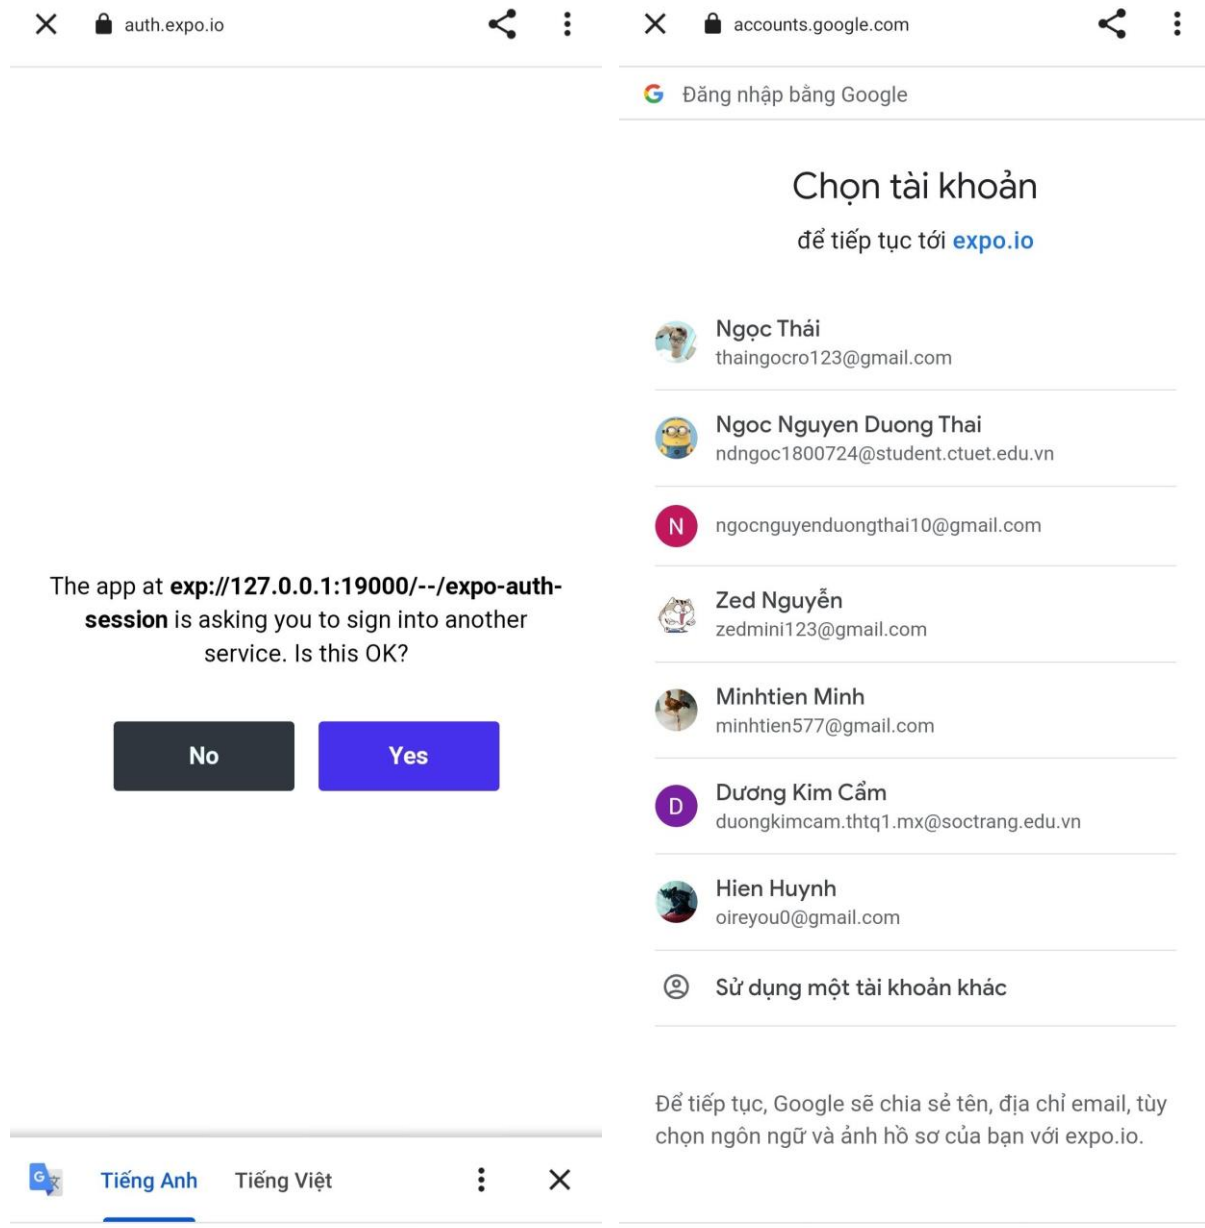 auth.expo.io
The app at exp://127.0.0.1:19000/--/expo-auth-
session is asking you to sign into another
service. Is this OK?
No
Yes
Tiếng Anh
Tiếng Việt
accounts.google.com
Đăng nhập bằng Google
Chọn tài khoản
để tiếp tục tới expo.io
Ngọc Thái
thaingocro123@gmail.com
Ngoc Nguyen Duong Thai
ndngoc1800724@student.ctuet.edu.vn
N
ngocnguyenduongthai10@gmail.com
Zed Nguyễn
zedmini123@gmail.com
Minhtien Minh
minhtien577@gmail.com
D
Dương Kim Cẩm
duongkimcam.thtq1.mx@soctrang.edu.vn
Hien Huynh
oireyou0@gmail.com
Sử dụng một tài khoản khác
Để tiếp tục, Google sẽ chia sẻ tên, địa chỉ email, tùy
chọn ngôn ngữ và ảnh hồ sơ của bạn với expo.io.